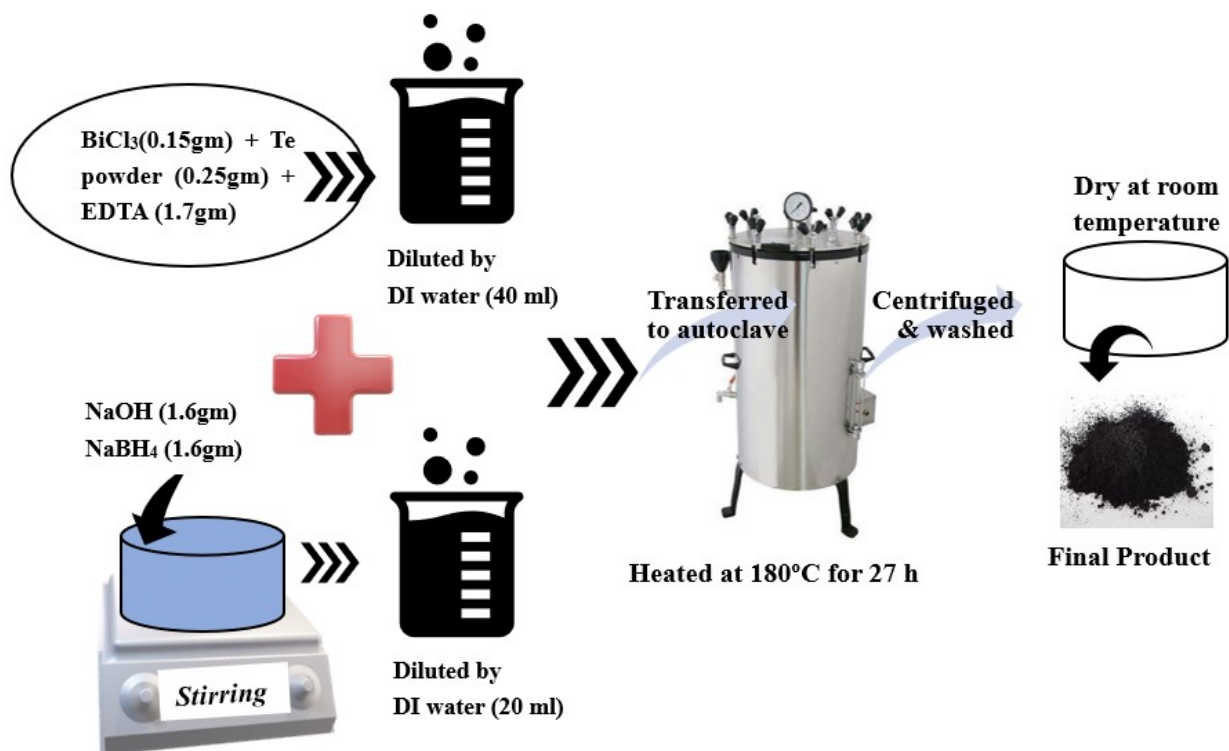 BiCl₃(0.15gm) + Te
powder (0.25gm) +
EDTA (1.7gm)
Diluted by
DI water (40 ml)
NaOH (1.6gm)
NaBH₄ (1.6gm)
Stirring
Diluted by
DI water (20 ml)
Transferred
to autoclave
Heated at 180°C for 27 h
Centrifuged
& washed
Dry at room
temperature
Final Product